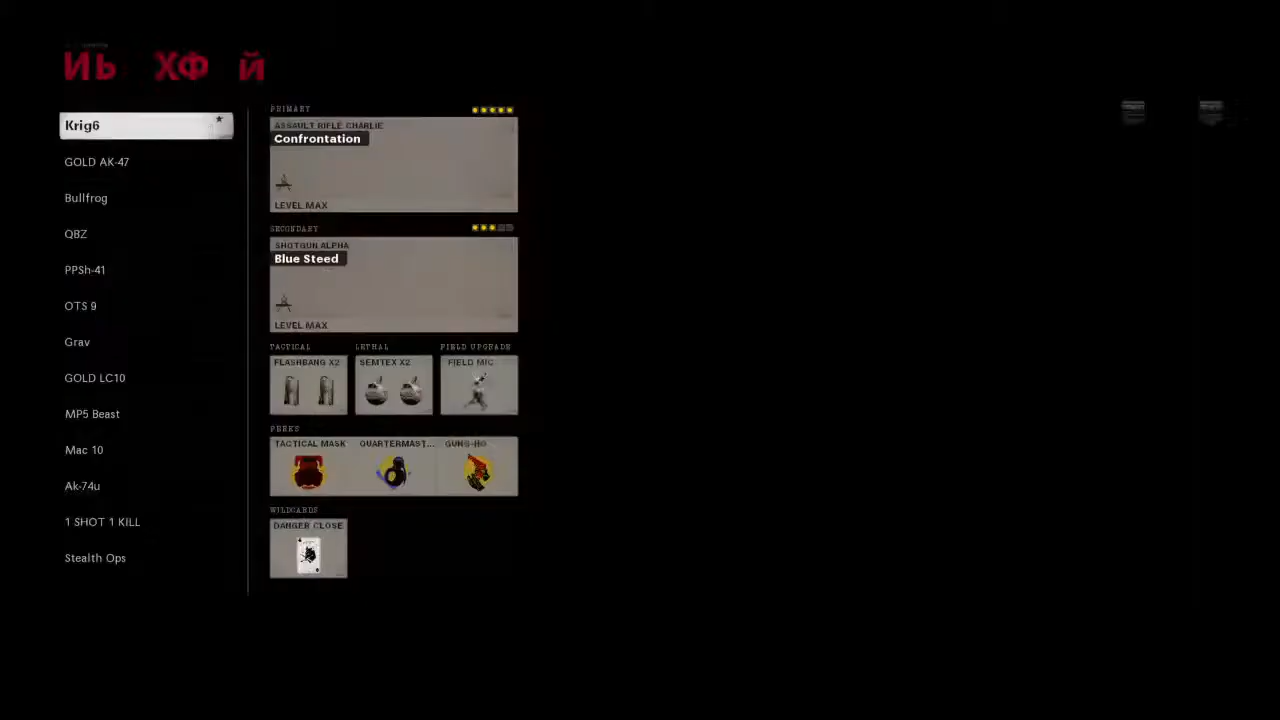 ИЬ ХФ й
Krig6
GOLD AK-47
Bullfrog
QBZ
PPSh-41
OTS 9
Grav
GOLD LC10
MP5 Beast
Mac 10
Ak-74u
1 SHOT 1 KILL
Stealth Ops
PRIMARY
ASSAULT RIFLE CHARLIE
Confrontation
LEVEL MAX
SECONDARY
SHOTGUN ALPHA
Blue Steed
LEVEL MAX
TACTICAL LETHAL FIELD UPGRADE
FLASHBANG X2 SEMTEX X2 FIELD MIC
PERKS
TACTICAL MASK QUARTERMAST... GUNG-HO
WILDCARDS
DANGER CLOSE